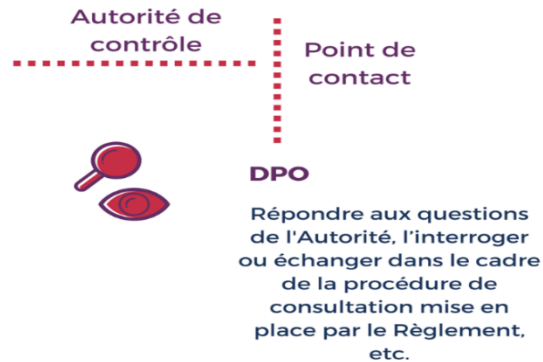 Autorité de
contrôle
Point de
contact
DPO
Répondre aux questions
de l'Autorité, l'interroger
ou échanger dans le cadre
de la procédure de
consultation mise en
place par le Règlement,
etc.